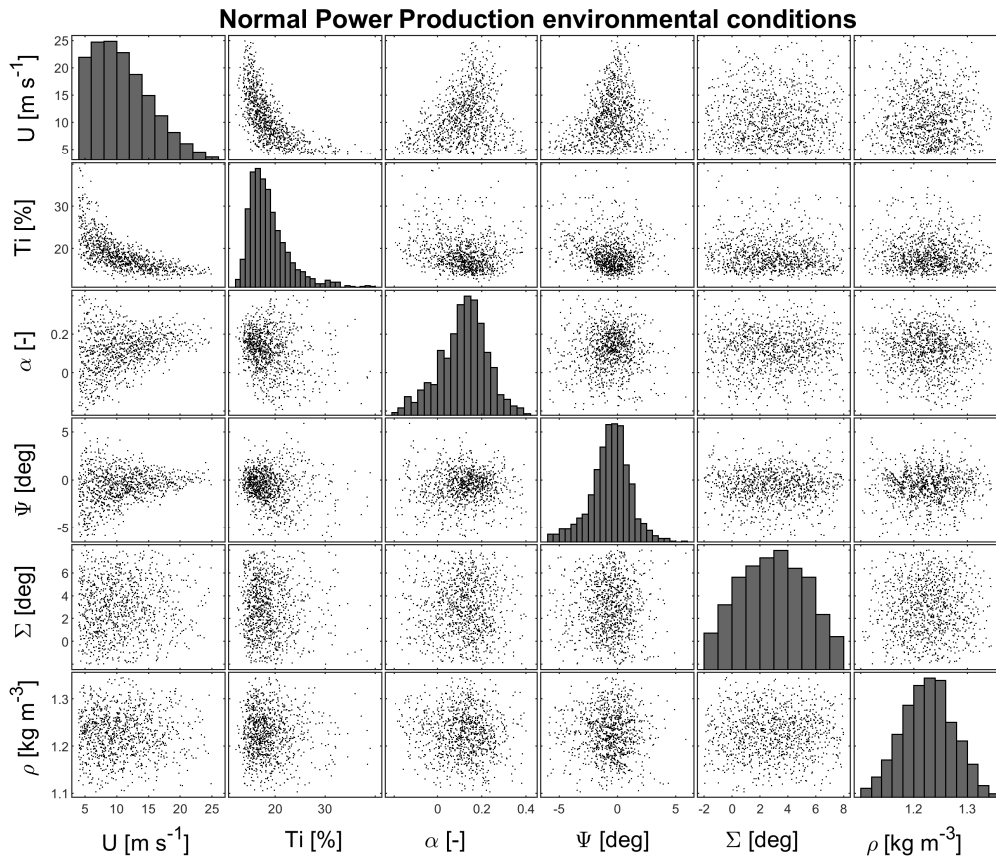 Normal Power Production environmental conditions
U [m s⁻¹]
25
20
15
10
5
Ti [%]
30
20
α [-]
0.2
0
Ψ [deg]
5
0
-5
Σ [deg]
6
4
2
0
ρ [kg m⁻³]
1.3
1.2
1.1
5 10 15 20 25
20 30
0 0.2 0.4
-5 0 5
-2 0 2 4 6 8
1.2 1.3
U [m s⁻¹] Ti [%] α [-] Ψ [deg] Σ [deg] ρ [kg m⁻³]